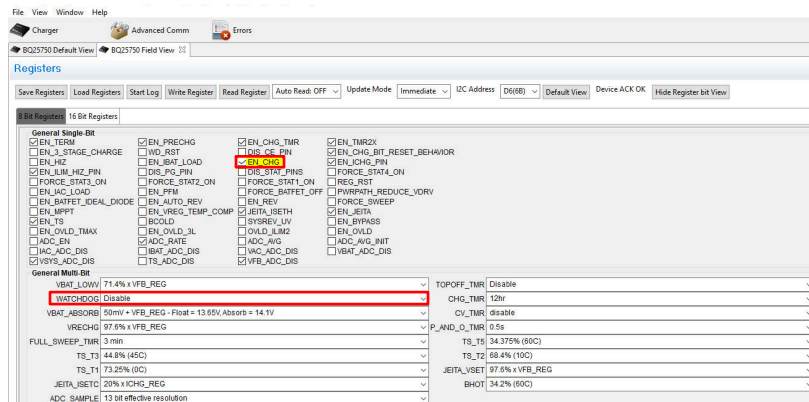 File View Window Help
Charger Advanced Comm Errors
BQ25750 Default View BQ25750 Field View
Registers
Save Registers Load Registers Start Log Write Register Read Register Auto Read: OFF Update Mode Immediate I2C Address D6(6B) Default View Device ACK OK Hide Register bit View
8 Bit Registers 16 Bit Registers
General Single-Bit
EN_TERM EN_PRECHG EN_CHG_TMR EN_TMR2X
EN_3_STAGE_CHARGE WD_RST DIS_CE_PIN EN_CHG_BIT_RESET_BEHAVIOR
EN_HIZ EN_IBAT_LOAD EN_CHG EN_ICHG_PIN
EN_ILIM_HIZ_PIN DIS_PG_PIN DIS_STAT_PINS FORCE_STAT4_ON
FORCE_STAT3_ON FORCE_STAT2_ON FORCE_STAT1_ON REG_RST
EN_IAC_LOAD EN_PFM FORCE_BATFET_OFF PWRPATH_REDUCE_VDRV
EN_BATFET_IDEAL_DIODE EN_AUTO_REV EN_REV FORCE_SWEEP
EN_MPPT EN_VREG_TEMP_COMP JEITA_ISETH EN_JEITA
EN_TS BCOLD SYSREV_UV EN_BYPASS
EN_OVLD_TMAX EN_OVLD_3L OVLD_ILIM2 EN_OVLD
ADC_EN ADC_RATE ADC_AVG ADC_AVG_INIT
IAC_ADC_DIS IBAT_ADC_DIS VAC_ADC_DIS VBAT_ADC_DIS
VSYS_ADC_DIS TS_ADC_DIS VFB_ADC_DIS
General Multi-Bit
VBAT_LOWV 71.4% x VFB_REG TOPOFF_TMR Disable
WATCHDOG Disable CHG_TMR 12hr
VBAT_ABSORB 50mV + VFB_REG - Float = 13.65V, Absorb = 14.1V CV_TMR disable
VRECHG 97.6% x VFB_REG P_AND_O_TMR 0.5s
FULL_SWEEP_TMR 3 min TS_T5 34.375% (60C)
TS_T3 44.8% (45C) TS_T2 68.4% (10C)
TS_T1 73.25% (0C) JEITA_VSET 97.6% x VFB_REG
JEITA_ISETC 20% x ICHG_REG BHOT 34.2% (60C)
ADC_SAMPLE 13 bit effective resolution